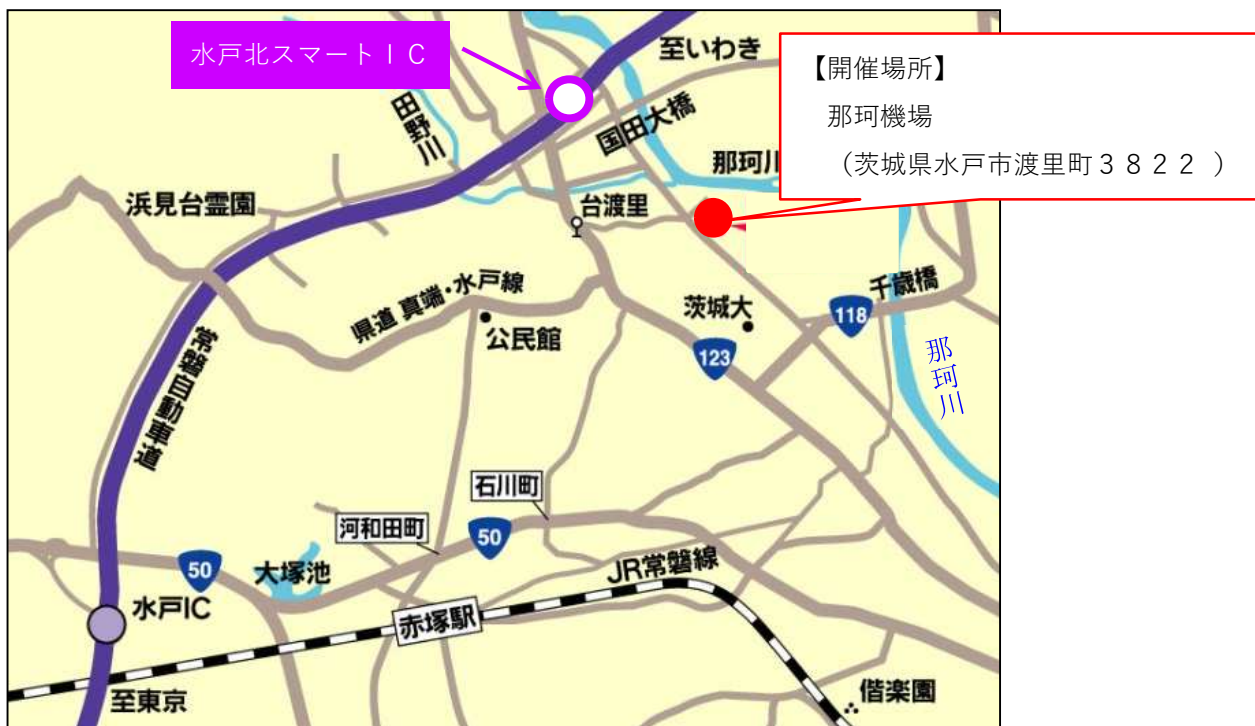 水戸北スマートＩＣ
至いわき
【開催場所】
那珂機場
（茨城県水戸市渡里町３８２２ ）
田野川
国田大橋
那珂川
浜見台霊園
台渡里
千歳橋
県道 真端・水戸線
茨城大
118
公民館
123
那珂川
常磐自動車道
石川町
河和田町
50
50
大塚池
JR常磐線
水戸IC
赤塚駅
至東京
偕楽園